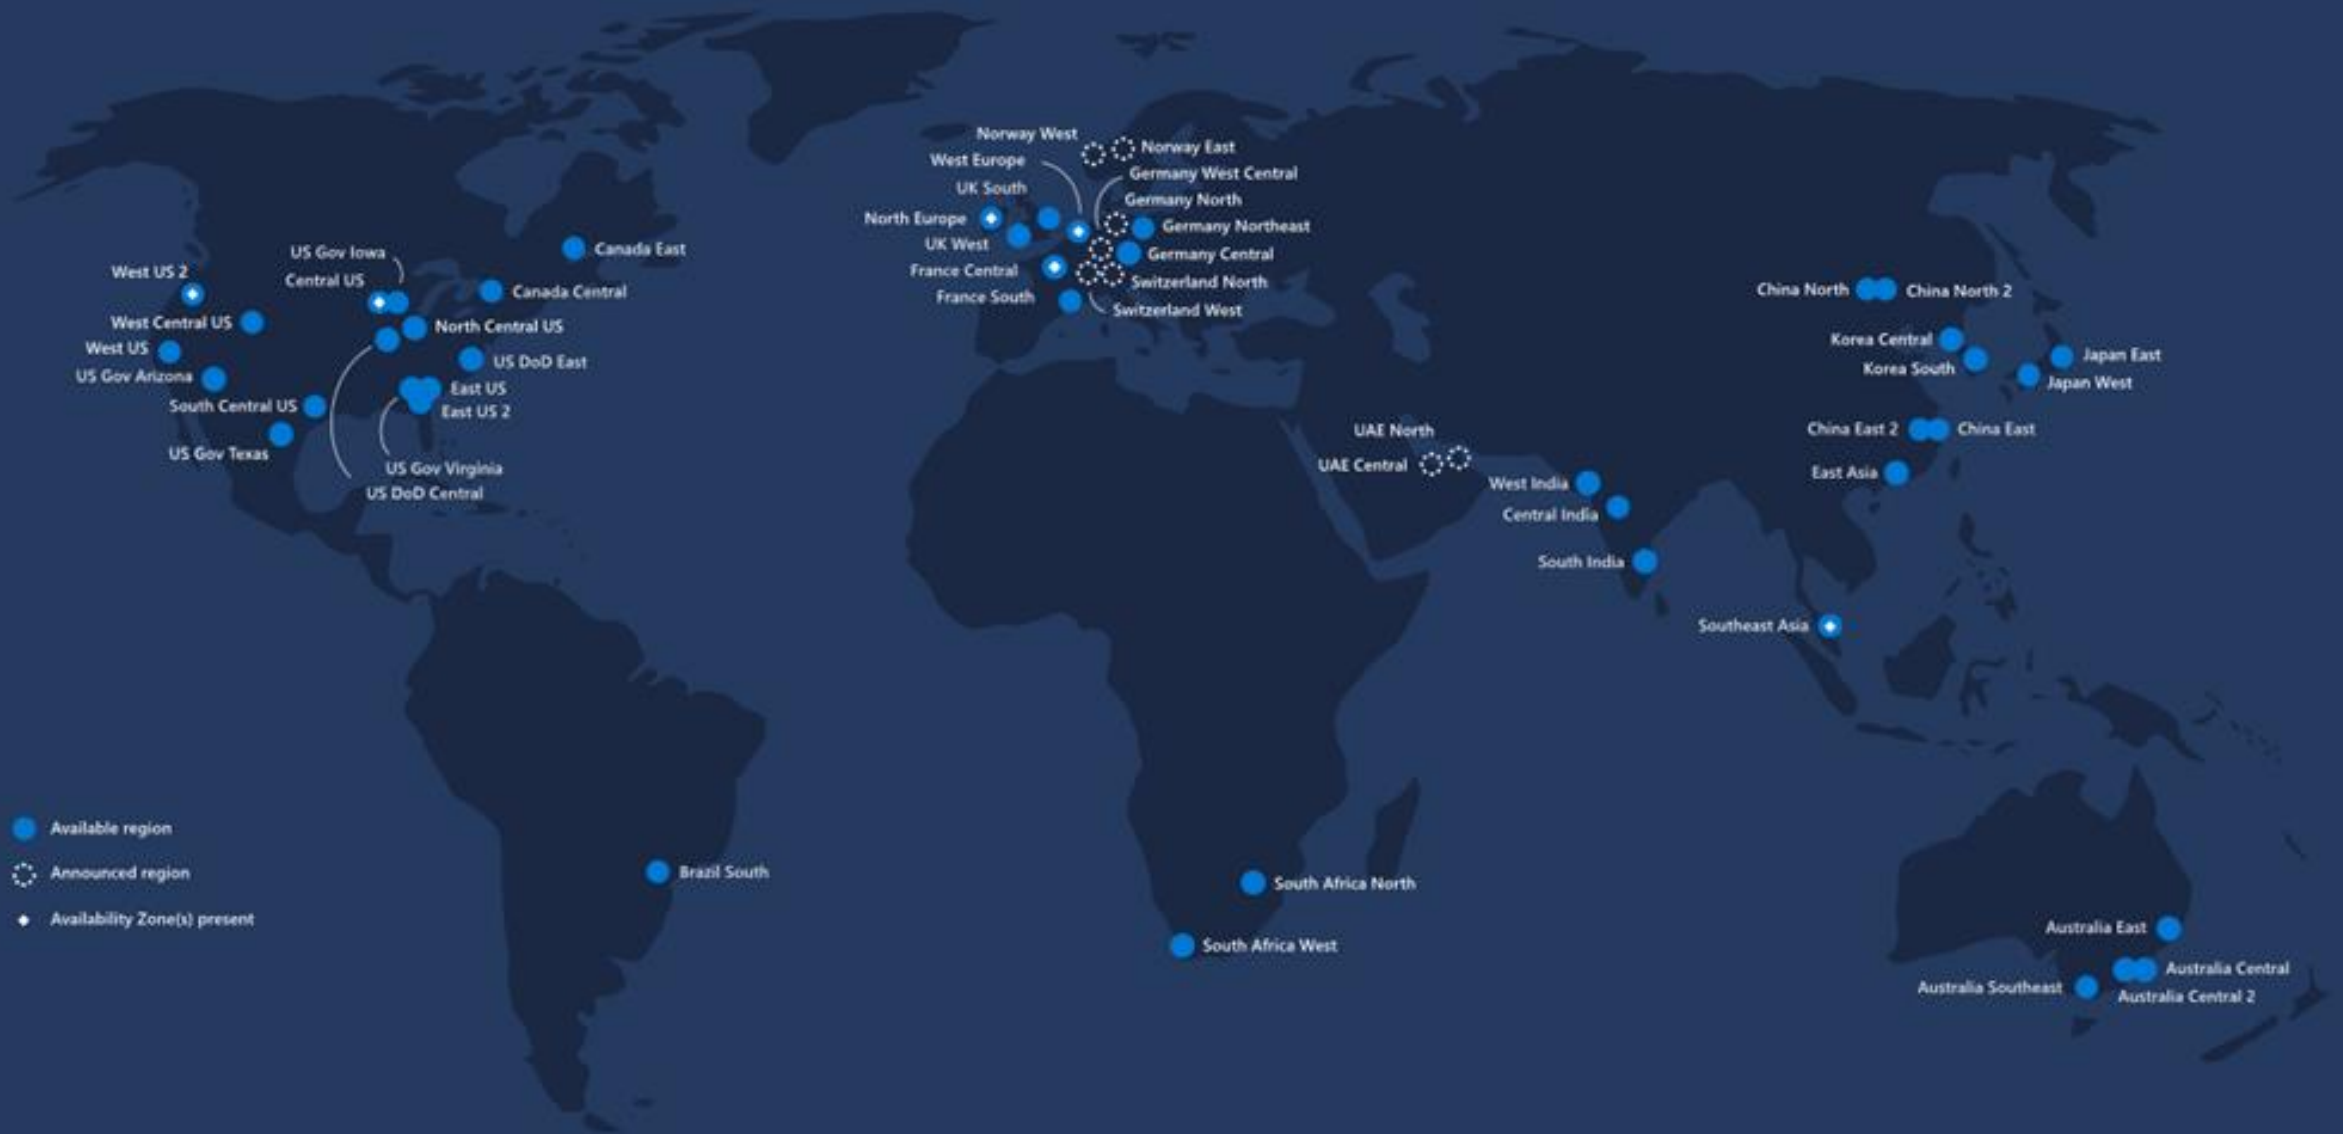 Norway West
Norway East
West Europe
Germany West Central
UK South
Germany North
North Europe
Germany Northeast
UK West
Germany Central
France Central
Switzerland North
France South
Switzerland West
US Gov Iowa
Canada East
West US 2
Central US
Canada Central
West Central US
North Central US
West US
US DoD East
US Gov Arizona
East US
South Central US
East US 2
US Gov Texas
US Gov Virginia
US DoD Central
China North
China North 2
Korea Central
Japan East
Korea South
Japan West
UAE North
China East 2
China East
UAE Central
East Asia
West India
Central India
South India
Southeast Asia
Available region
Announced region
Availability Zone(s) present
Brazil South
South Africa North
South Africa West
Australia East
Australia Central
Australia Southeast
Australia Central 2